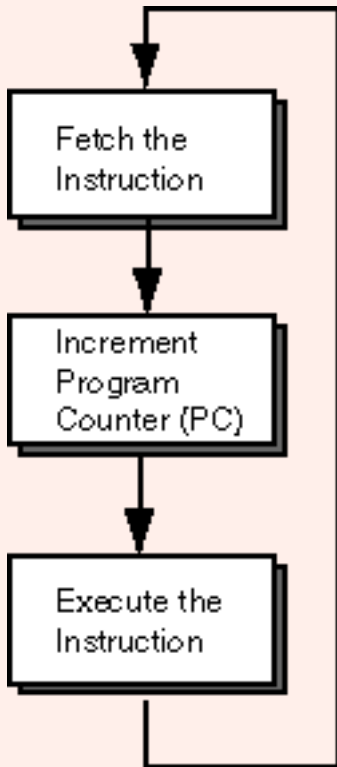 Fetch the
Instruction
Increment
Program
Counter (PC)
Execute the
Instruction